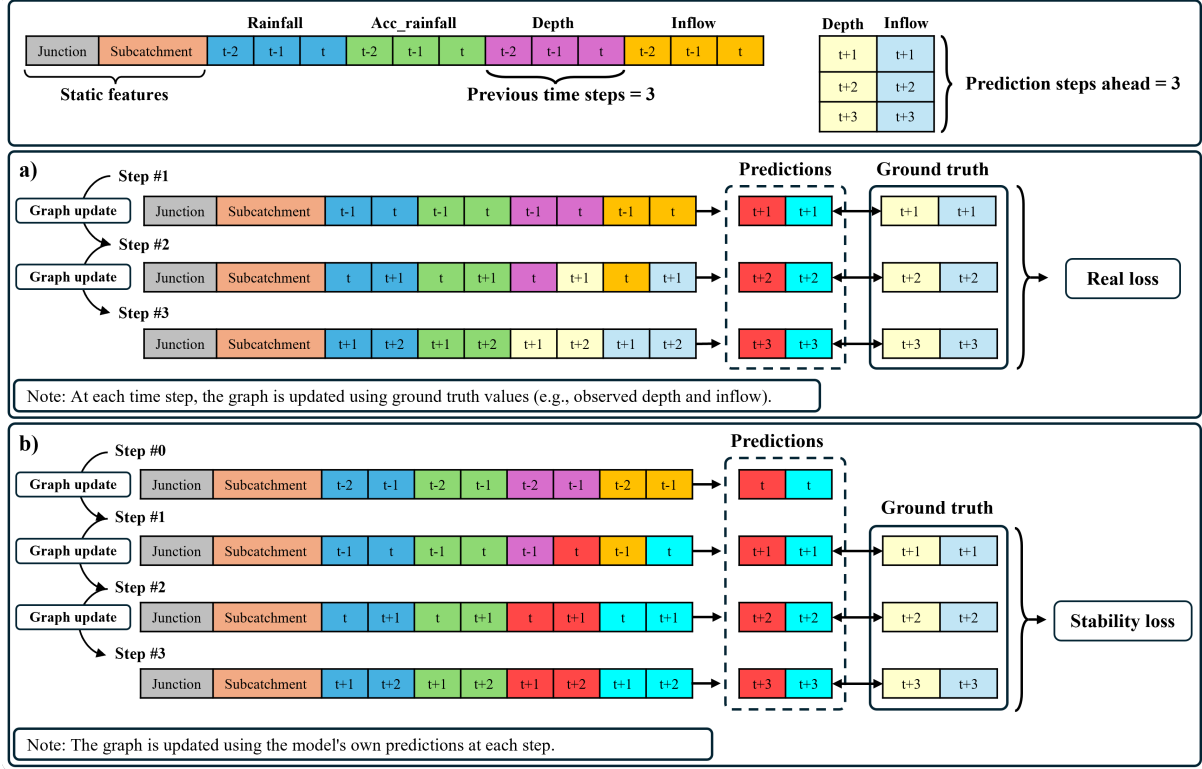 Rainfall Acc_rainfall Depth Inflow
Junction Subcatchment t-2 t-1 t t-2 t-1 t t-2 t-1 t t-2 t-1 t
Static features
Previous time steps = 3
Depth Inflow
t+1 t+1
t+2 t+2
t+3 t+3
Prediction steps ahead = 3
a)
Predictions Ground truth
Step #1
Graph update
Junction Subcatchment t-1 t t-1 t t-1 t t-1 t t+1 t+1 t+1 t+1
Step #2
Graph update
Junction Subcatchment t t+1 t t+1 t t+1 t t+1 t+2 t+2 t+2 t+2
Real loss
Step #3
Junction Subcatchment t+1 t+2 t+1 t+2 t+1 t+2 t+1 t+2 t+3 t+3 t+3 t+3
Note: At each time step, the graph is updated using ground truth values (e.g., observed depth and inflow).
b)
Predictions
Step #0
Graph update
Junction Subcatchment t-2 t-1 t-2 t-1 t-2 t-1 t-2 t-1 t t
Ground truth
Step #1
Graph update
Junction Subcatchment t-1 t t-1 t t-1 t t-1 t t+1 t+1 t+1 t+1
Step #2
Graph update
Junction Subcatchment t t+1 t t+1 t t+1 t t+1 t+2 t+2 t+2 t+2
Stability loss
Step #3
Junction Subcatchment t+1 t+2 t+1 t+2 t+1 t+2 t+1 t+2 t+3 t+3 t+3 t+3
Note: The graph is updated using the model's own predictions at each step.